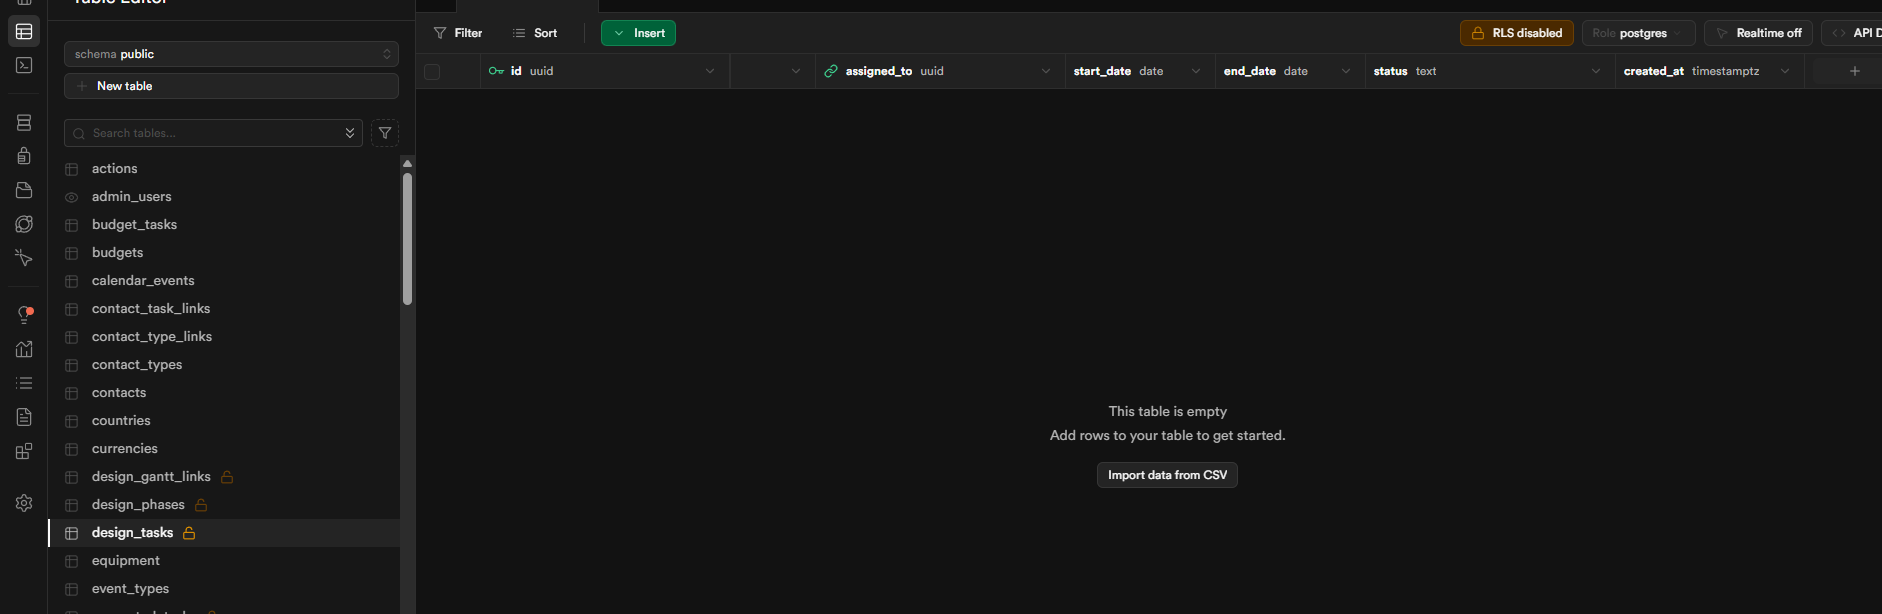 Table Editor
schema public
New table
Search tables...
actions
admin_users
budget_tasks
budgets
calendar_events
contact_task_links
contact_type_links
contact_types
contacts
countries
currencies
design_gantt_links
design_phases
design_tasks
equipment
event_types
Filter
Sort
Insert
RLS disabled
Role postgres
Realtime off
API D
id uuid
assigned_to uuid
start_date date
end_date date
status text
created_at timestamptz
This table is empty
Add rows to your table to get started.
Import data from CSV